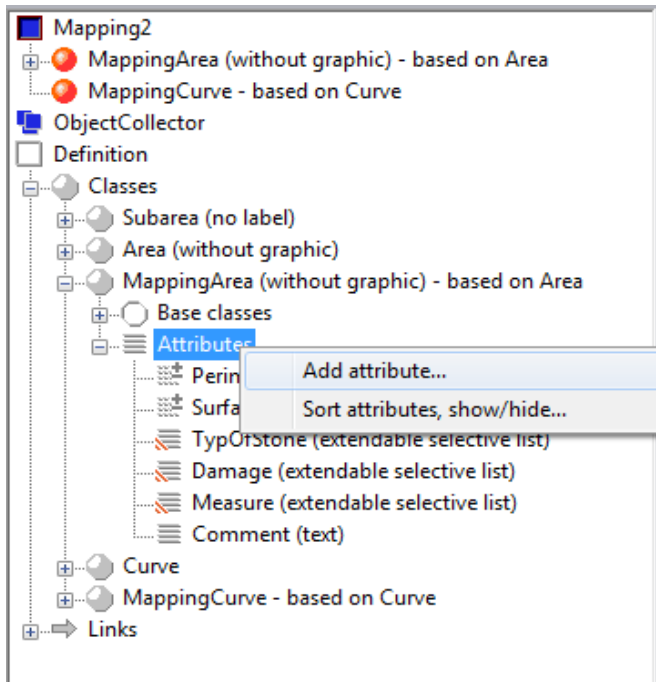 Mapping2
MappingArea (without graphic) - based on Area
MappingCurve - based on Curve
ObjectCollector
Definition
Classes
Subarea (no label)
Area (without graphic)
MappingArea (without graphic) - based on Area
Base classes
Attributes
Add attribute...
Sort attributes, show/hide...
TypOfStone (extendable selective list)
Damage (extendable selective list)
Measure (extendable selective list)
Comment (text)
Curve
MappingCurve - based on Curve
Links